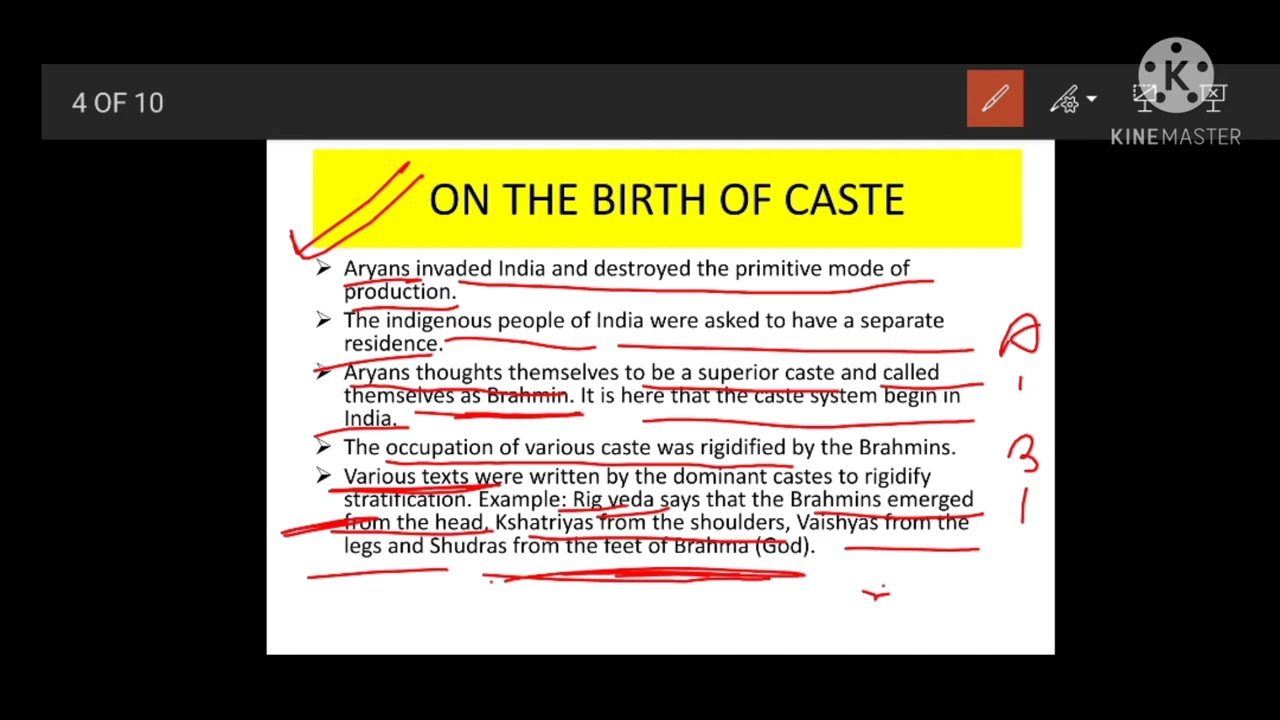 4 OF 10
KINEMASTER
ON THE BIRTH OF CASTE
➢ Aryans invaded India and destroyed the primitive mode of
production.
➢ The indigenous people of India were asked to have a separate
residence.
➢ Aryans thoughts themselves to be a superior caste and called
themselves as Brahmin. It is here that the caste system begin in
India.
➢ The occupation of various caste was rigidified by the Brahmins.
➢ Various texts were written by the dominant castes to rigidify
stratification. Example: Rig veda says that the Brahmins emerged
from the head, Kshatriyas from the shoulders, Vaishyas from the
legs and Shudras from the feet of Brahma (God).
A
B